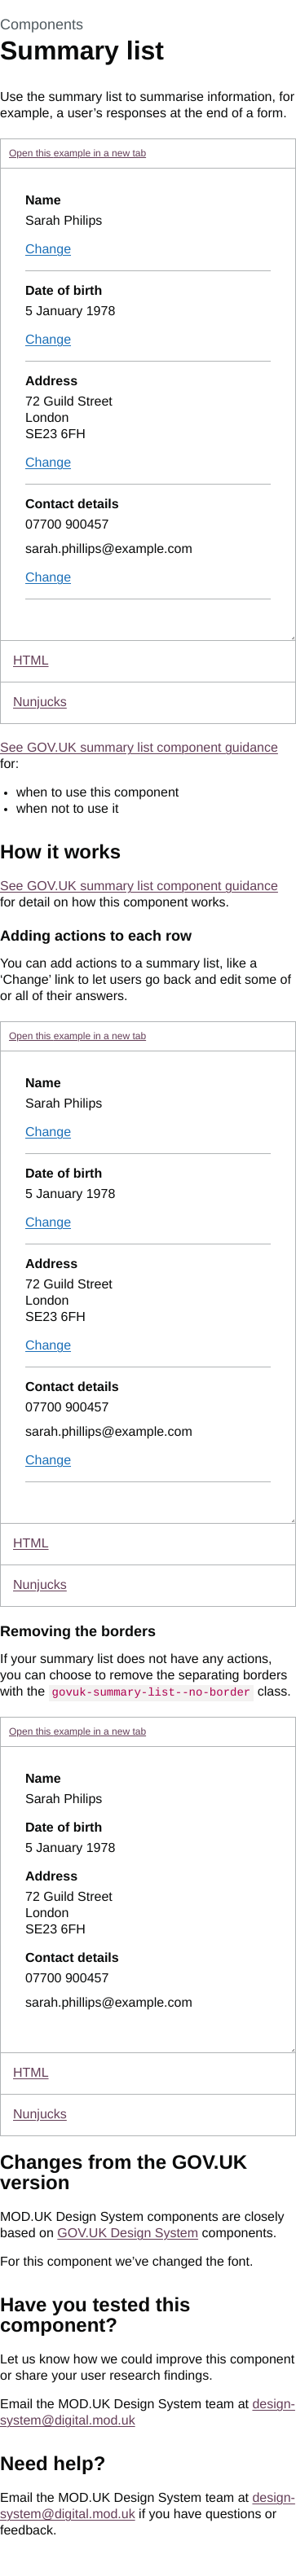 Components
Summary list
Use the summary list to summarise information, for
example, a user’s responses at the end of a form.
Open this example in a new tab
Name
Sarah Philips
Change
Date of birth
5 January 1978
Change
Address
72 Guild Street
London
SE23 6FH
Change
Contact details
07700 900457
sarah.phillips@example.com
Change
HTML
Nunjucks
See GOV.UK summary list component guidance
for:
• when to use this component
• when not to use it
How it works
See GOV.UK summary list component guidance
for detail on how this component works.
Adding actions to each row
You can add actions to a summary list, like a
‘Change’ link to let users go back and edit some of
or all of their answers.
Open this example in a new tab
Name
Sarah Philips
Change
Date of birth
5 January 1978
Change
Address
72 Guild Street
London
SE23 6FH
Change
Contact details
07700 900457
sarah.phillips@example.com
Change
HTML
Nunjucks
Removing the borders
If your summary list does not have any actions,
you can choose to remove the separating borders
with the govuk-summary-list--no-border class.
Open this example in a new tab
Name
Sarah Philips
Date of birth
5 January 1978
Address
72 Guild Street
London
SE23 6FH
Contact details
07700 900457
sarah.phillips@example.com
HTML
Nunjucks
Changes from the GOV.UK
version
MOD.UK Design System components are closely
based on GOV.UK Design System components.
For this component we’ve changed the font.
Have you tested this
component?
Let us know how we could improve this component
or share your user research findings.
Email the MOD.UK Design System team at design-
system@digital.mod.uk
Need help?
Email the MOD.UK Design System team at design-
system@digital.mod.uk if you have questions or
feedback.